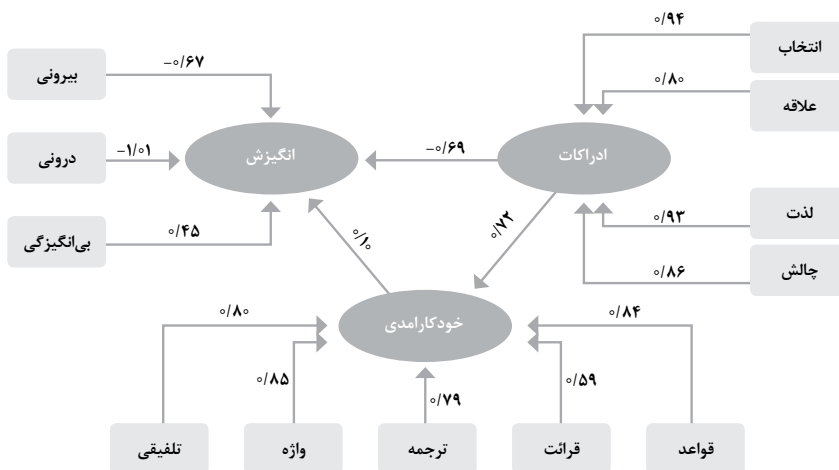 ۰/۹۴
انتخاب
-۰/۶۷
بیرونی
۰/۸۰
علاقه
-۱/۰۱
درونی
انگیزش
-۰/۶۹
ادراکات
لذت
۰/۹۳
۰/۷۲
۰/۱۰
۰/۴۵
بی‌انگیزگی
چالش
۰/۸۶
خودکارامدی
۰/۸۴
۰/۸۰
۰/۵۹
۰/۷۹
۰/۸۵
قواعد
قرائت
ترجمه
واژه
تلفیقی